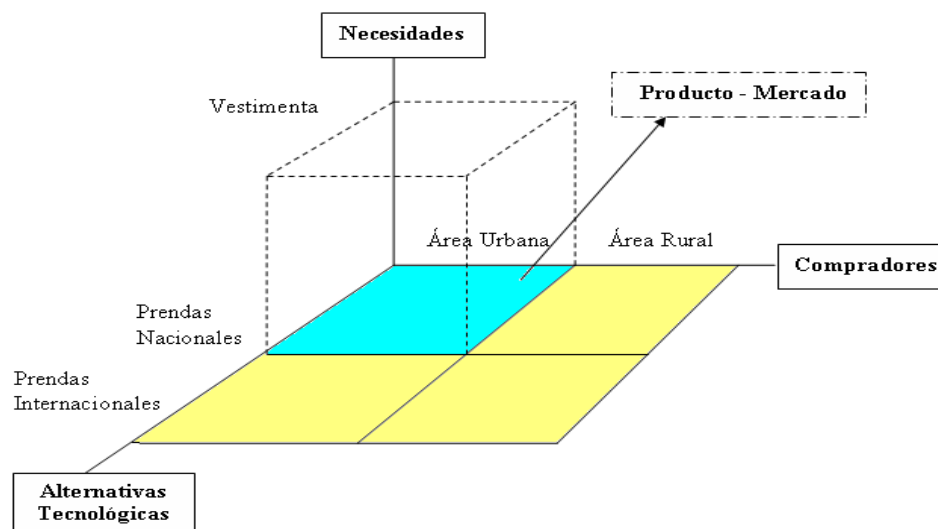 Necesidades
Vestimenta
Producto - Mercado
Área Urbana
Área Rural
Compradores
Prendas
Nacionales
Prendas
Internacionales
Alternativas
Tecnológicas